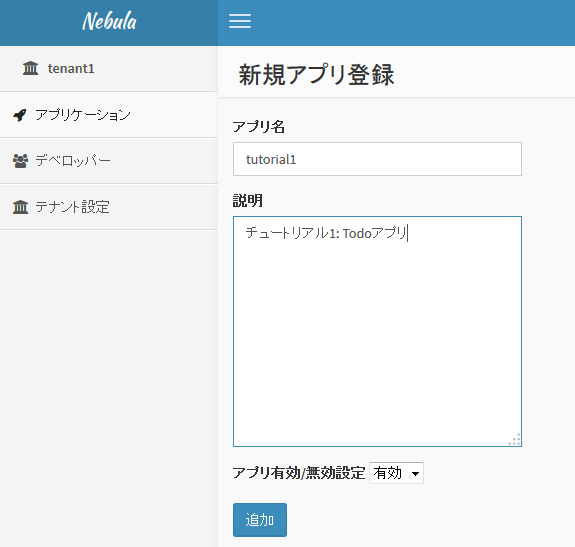 Nebula
tenant1
アプリケーション
デベロッパー
テナント設定
新規アプリ登録
アプリ名
tutorial1
説明
チュートリアル1: Todoアプリ
アプリ有効/無効設定 有効
追加